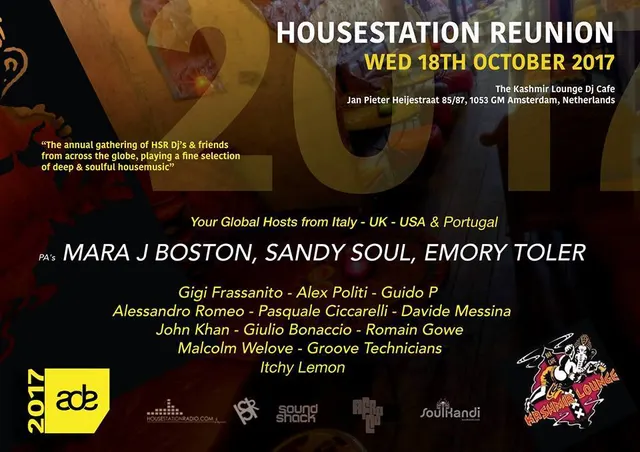 HOUSESTATION REUNION
WED 18TH OCTOBER 2017
The Kashmir Lounge Dj Cafe
Jan Pieter Heijestraat 85/87, 1053 GM Amsterdam, Netherlands
2017
"The annual gathering of HSR Dj's & friends
from across the globe, playing a fine selection
of deep & soulful housemusic"
Your Global Hosts from Italy - UK - USA & Portugal
PA's MARA J BOSTON, SANDY SOUL, EMORY TOLER
Gigi Frassanito - Alex Politi - Guido P
Alessandro Romeo - Pasquale Ciccarelli - Davide Messina
John Khan - Giulio Bonaccio - Romain Gowe
Malcolm Welove - Groove Technicians
Itchy Lemon
2017
ade
HOUSESTATIONRADIO.COM
HSR
SOUND
SHACK
SoulKandi
KASHMIR LOUNGE